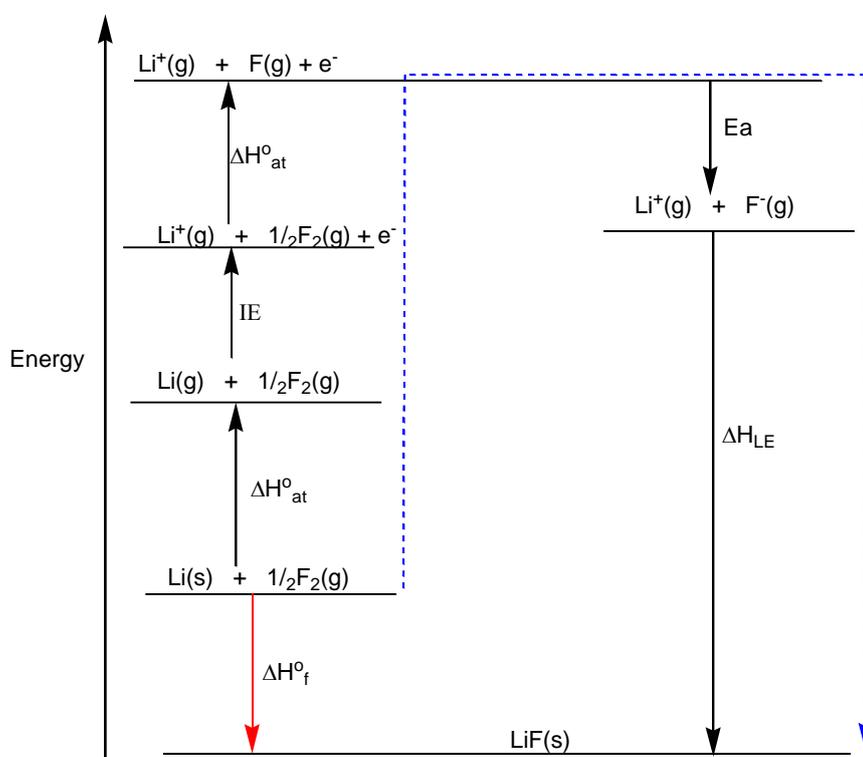 Li⁺(g) + F(g) + e⁻
ΔH°at
Ea
Li⁺(g) + F⁻(g)
Li⁺(g) + 1/₂F₂(g) + e⁻
IE
Energy
Li(g) + 1/₂F₂(g)
ΔH_LE
ΔH°at
Li(s) + 1/₂F₂(g)
ΔH°f
LiF(s)